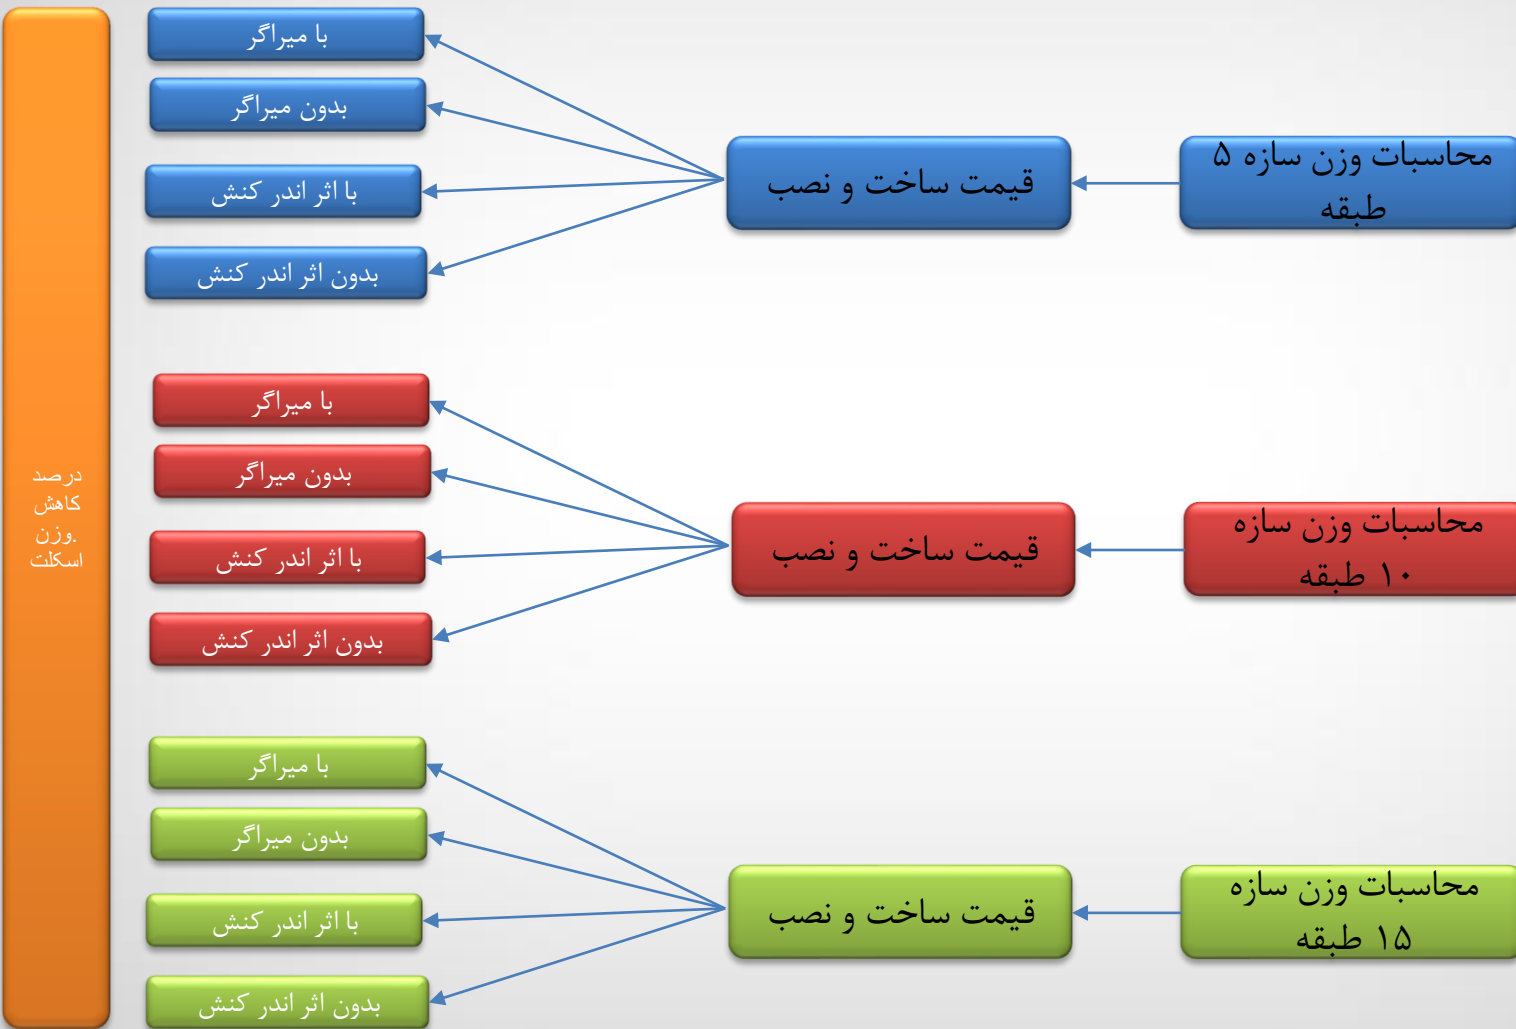 محاسبات وزن سازه ۵
طبقه
قیمت ساخت و نصب
با میراگر
بدون میراگر
با اثر اندر کنش
بدون اثر اندر کنش
محاسبات وزن سازه
۱۰ طبقه
قیمت ساخت و نصب
با میراگر
بدون میراگر
با اثر اندر کنش
بدون اثر اندر کنش
محاسبات وزن سازه
۱۵ طبقه
قیمت ساخت و نصب
با میراگر
بدون میراگر
با اثر اندر کنش
بدون اثر اندر کنش
درصد
کاهش
وزن.
اسکلت